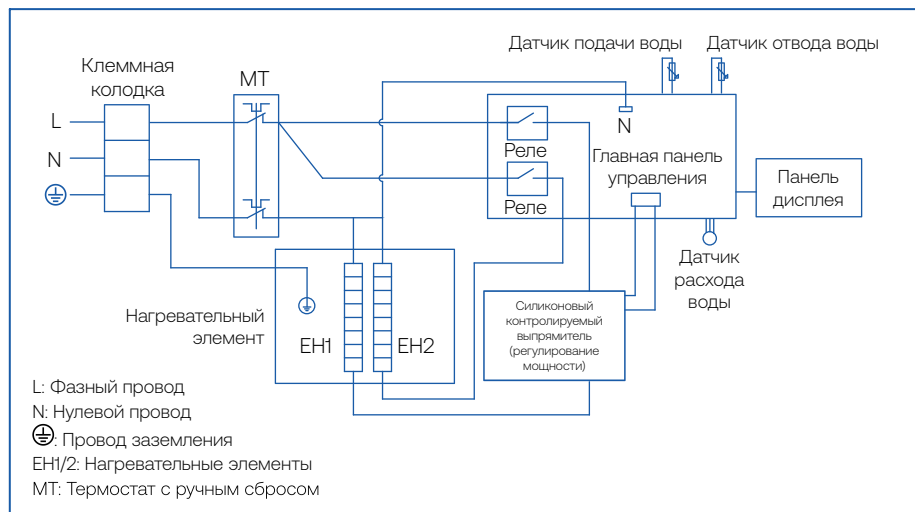 Датчик подачи воды
Датчик отвода воды
Клеммная
колодка
МТ
L
N
N
Реле
Реле
Главная панель
управления
Панель
дисплея
Датчик
расхода
воды
Нагревательный
элемент
EH1
EH2
Силиконовый
контролируемый
выпрямитель
(регулирование
мощности)
L: Фазный провод
N: Нулевой провод
: Провод заземления
EH1/2: Нагревательные элементы
МТ: Термостат с ручным сбросом